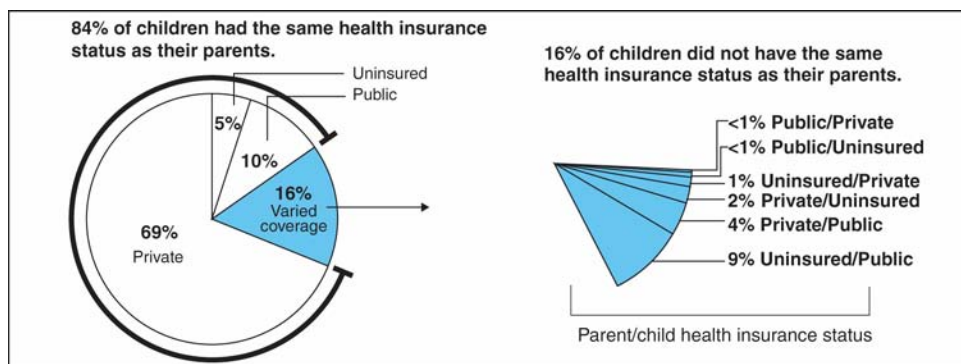 84% of children had the same health insurance
status as their parents.
Uninsured
Public
5%
10%
16%
Varied
coverage
69%
Private
16% of children did not have the same
health insurance status as their parents.
<1% Public/Private
<1% Public/Uninsured
1% Uninsured/Private
2% Private/Uninsured
4% Private/Public
9% Uninsured/Public
Parent/child health insurance status